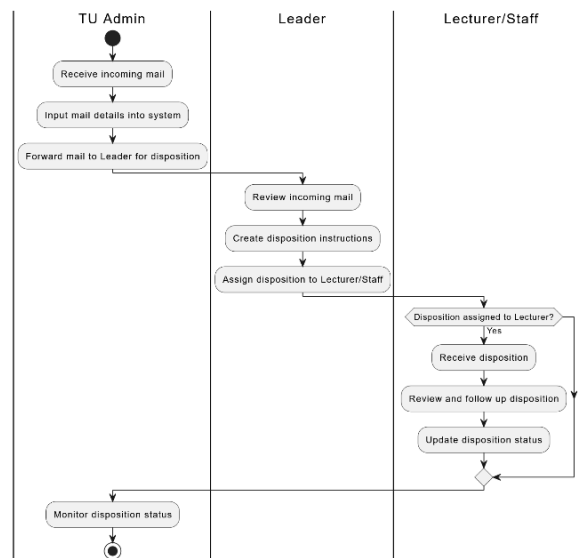 TU Admin
Leader
Lecturer/Staff
Receive incoming mail
Input mail details into system
Forward mail to Leader for disposition
Review incoming mail
Create disposition instructions
Assign disposition to Lecturer/Staff
Disposition assigned to Lecturer?
Yes
Receive disposition
Review and follow up disposition
Update disposition status
Monitor disposition status